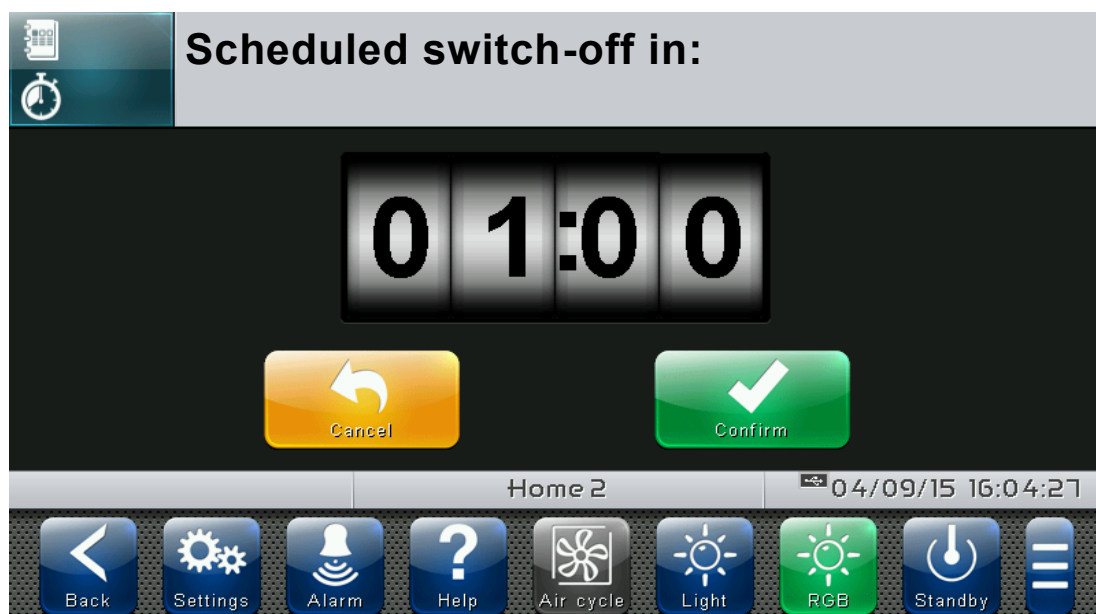 Scheduled switch-off in:
01:00
Cancel Confirm
Home 2 04/09/15 16:04:27
?
Back Settings Alarm Help Air cycle Light RGB Standby